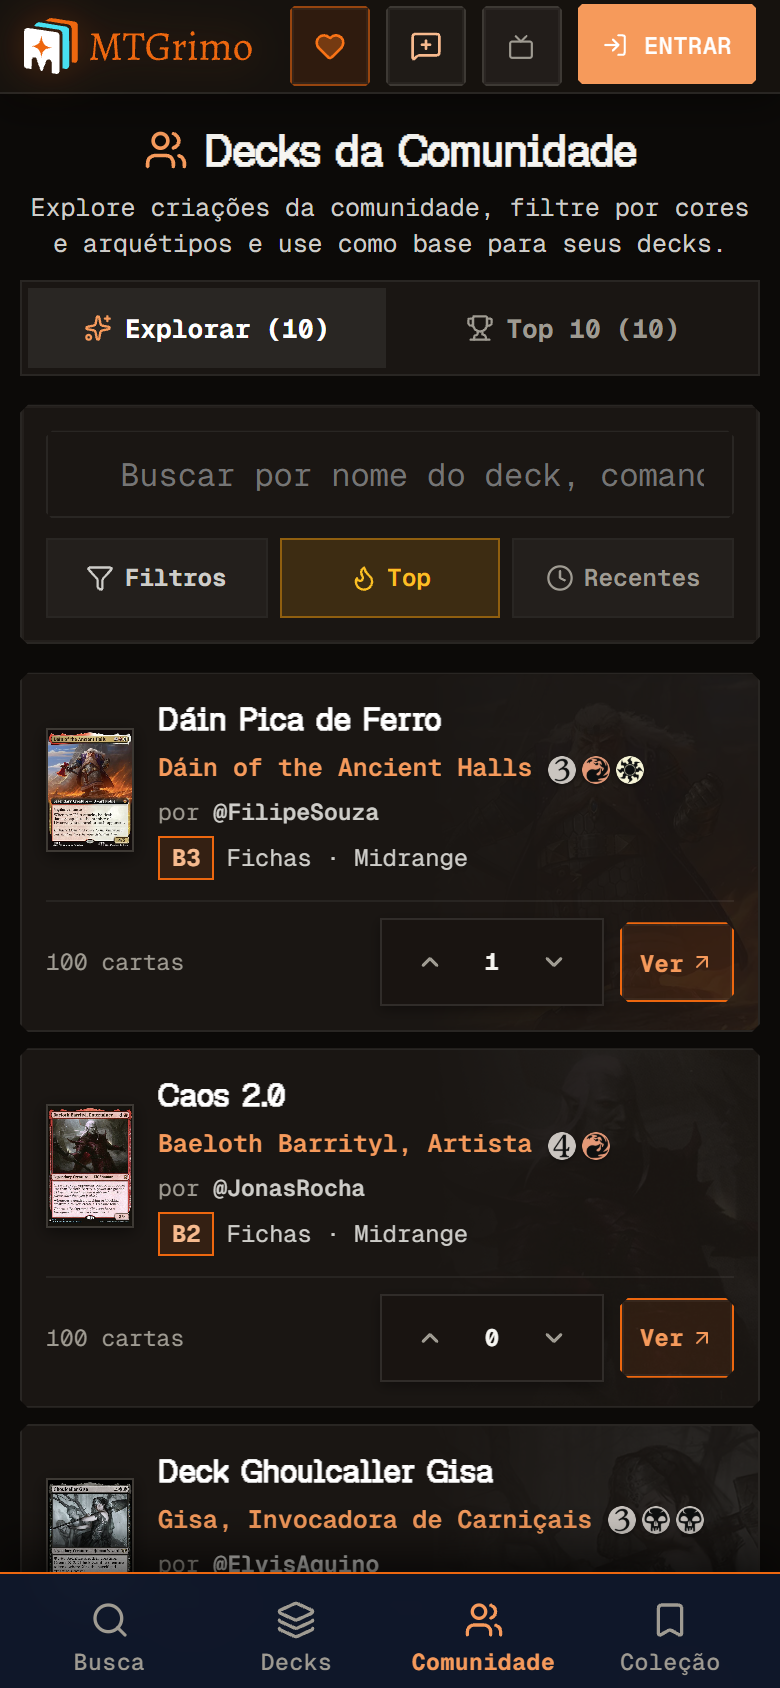 MTGrimo
ENTRAR
Decks da Comunidade
Explore criações da comunidade, filtre por cores
e arquétipos e use como base para seus decks.
Explorar (10)
Top 10 (10)
Buscar por nome do deck, comanc
Filtros
Top
Recentes
Dáin Pica de Ferro
Dáin of the Ancient Halls 3
por @FilipeSouza
B3 Fichas · Midrange
100 cartas
1
Ver
Caos 2.0
Baeloth Barrityl, Artista 4
por @JonasRocha
B2 Fichas · Midrange
100 cartas
0
Ver
Deck Ghoulcaller Gisa
Gisa, Invocadora de Carniçais 3
por @ElvisAquino
Busca
Decks
Comunidade
Coleção